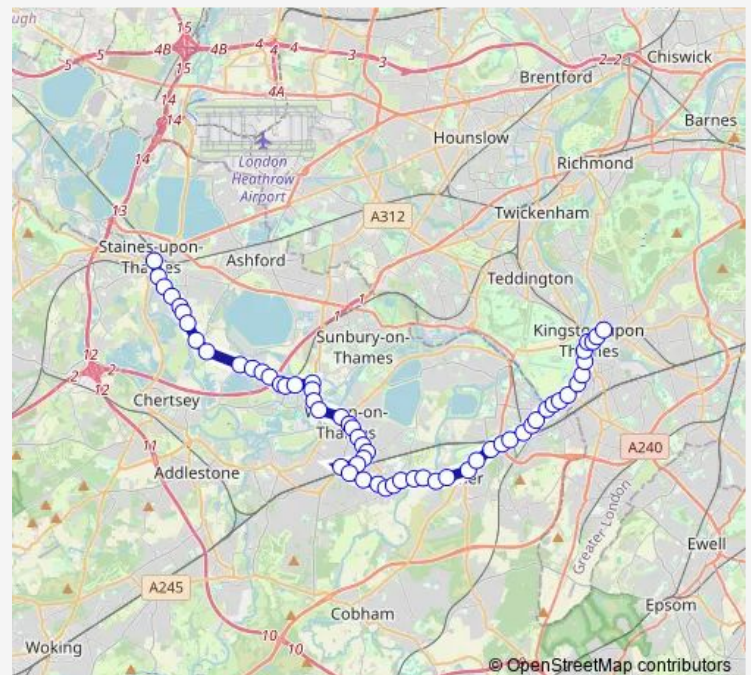 ugh
15
4B
4B
4
4
5
5
15
3
3
2
2
Chiswick
4A
Brentford
14
14
Barnes
Hounslow
14
London
Heathrow
Airport
Richmond
13
A312
Twickenham
Staines-upon-
Ashford
Teddington
1
1
Sunbury-on-
Thames
12
2
2
12
Chertsey
11
A240
Addlestone
Greater London
Ewell
A245
Epsom
Cobham
10
10
Woking
© OpenStreetMap contributors